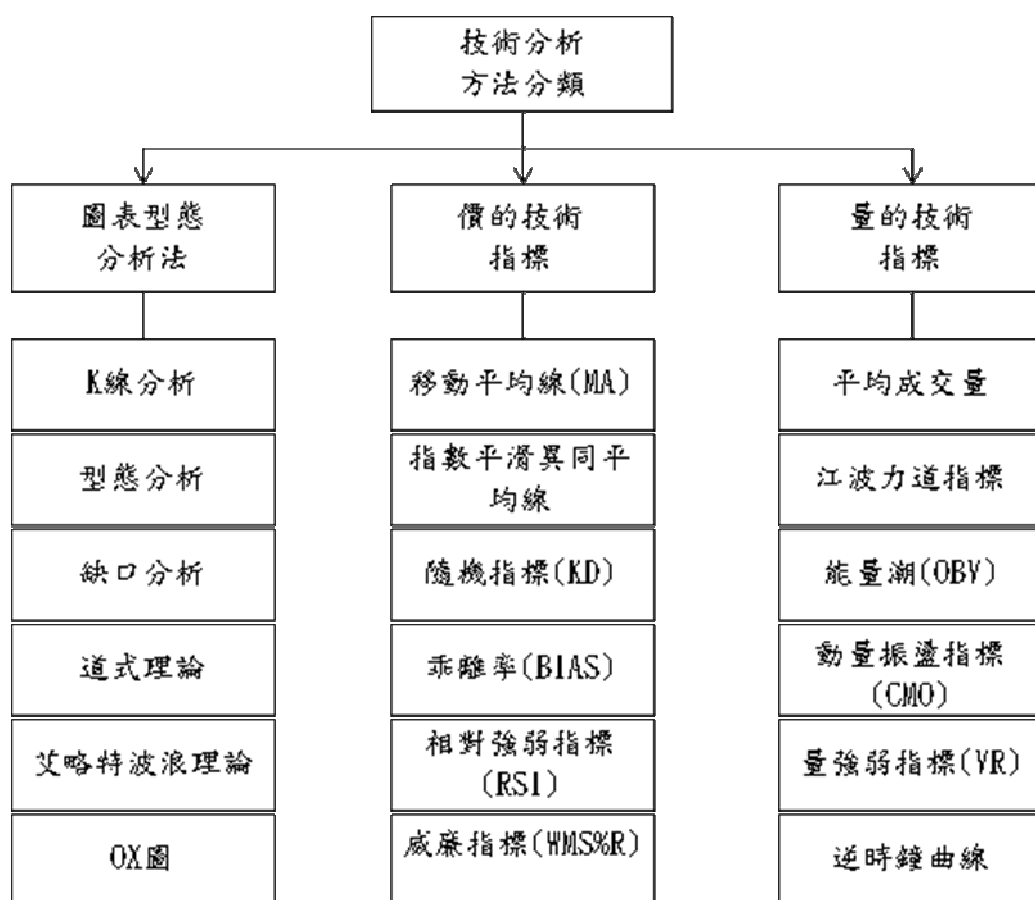 技術分析
方法分類
圖表型態
分析法
價的技術
指標
量的技術
指標
K線分析
移動平均線(MA)
平均成交量
型態分析
指數平滑異同平
均線
江波力道指標
缺口分析
隨機指標(KD)
能量潮(OBV)
道式理論
乖離率(BIAS)
動量振盪指標
(CMO)
艾略特波浪理論
相對強弱指標
(RSI)
量強弱指標(VR)
OX圖
威廉指標(WMS%R)
逆時鐘曲線